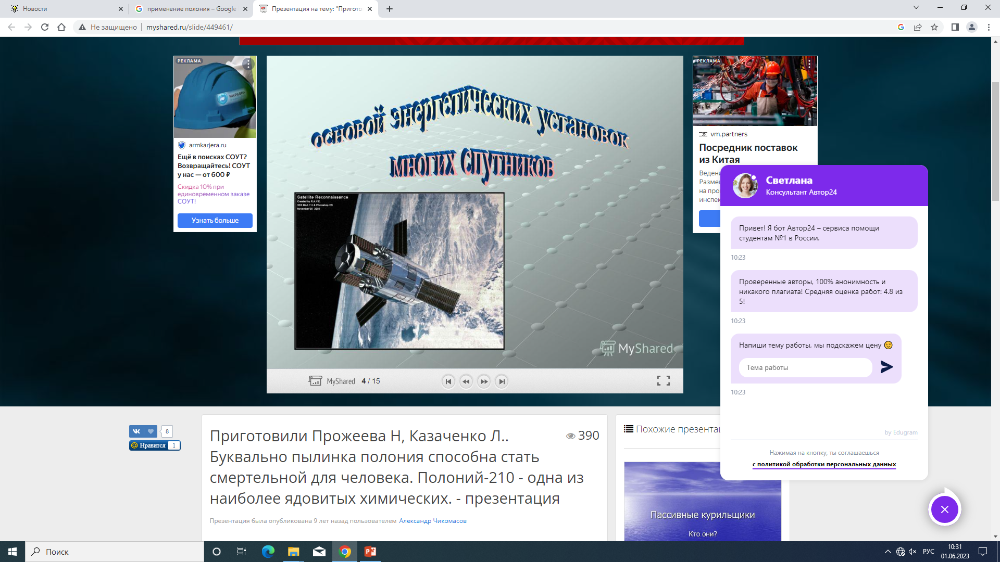 Новости
применение полония – Google
Презентация на тему: "Пригото
Не защищено
myshared.ru/slide/449461/
РЕКЛАМА
КАРЬЕРА
armkarjera.ru
Ещё в поисках СОУТ?
Возвращайтесь! СОУТ
у нас — от 600 ₽
Скидка 10% при
единовременном заказе
СОУТ!
Узнать больше
основой энергетических установок
многих спутников
Satellite Reconnaissance
Created by R.A.V.E.
3DS MAX 7.5 & Photoshop CS
November'25 2005
MyShared
MyShared 4 / 15
РЕКЛАМА
vm.partners
Посредник поставок
из Китая
Ведени
Размещ
на прои
инспек
Светлана
Консультант Автор24
Привет! Я бот Автор24 – сервиса помощи
студентам №1 в России.
10:23
Проверенные авторы, 100% анонимность и
никакого плагиата! Средняя оценка работ: 4.8 из
5!
10:23
Напиши тему работы, мы подскажем цену 😉
Тема работы
10:23
by Edugram
Нажимая на кнопку, ты соглашаешься
с политикой обработки персональных данных
8
Нравится 1
Приготовили Прожеева Н, Казаченко Л..
Буквально пылинка полония способна стать
смертельной для человека. Полоний-210 - одна из
наиболее ядовитых химических. - презентация
390
Презентация была опубликована 9 лет назад пользователем Александр Чикомасов
Похожие презентац
Пассивные курильщики
Кто они?
Поиск
РУС
10:31
01.06.2023